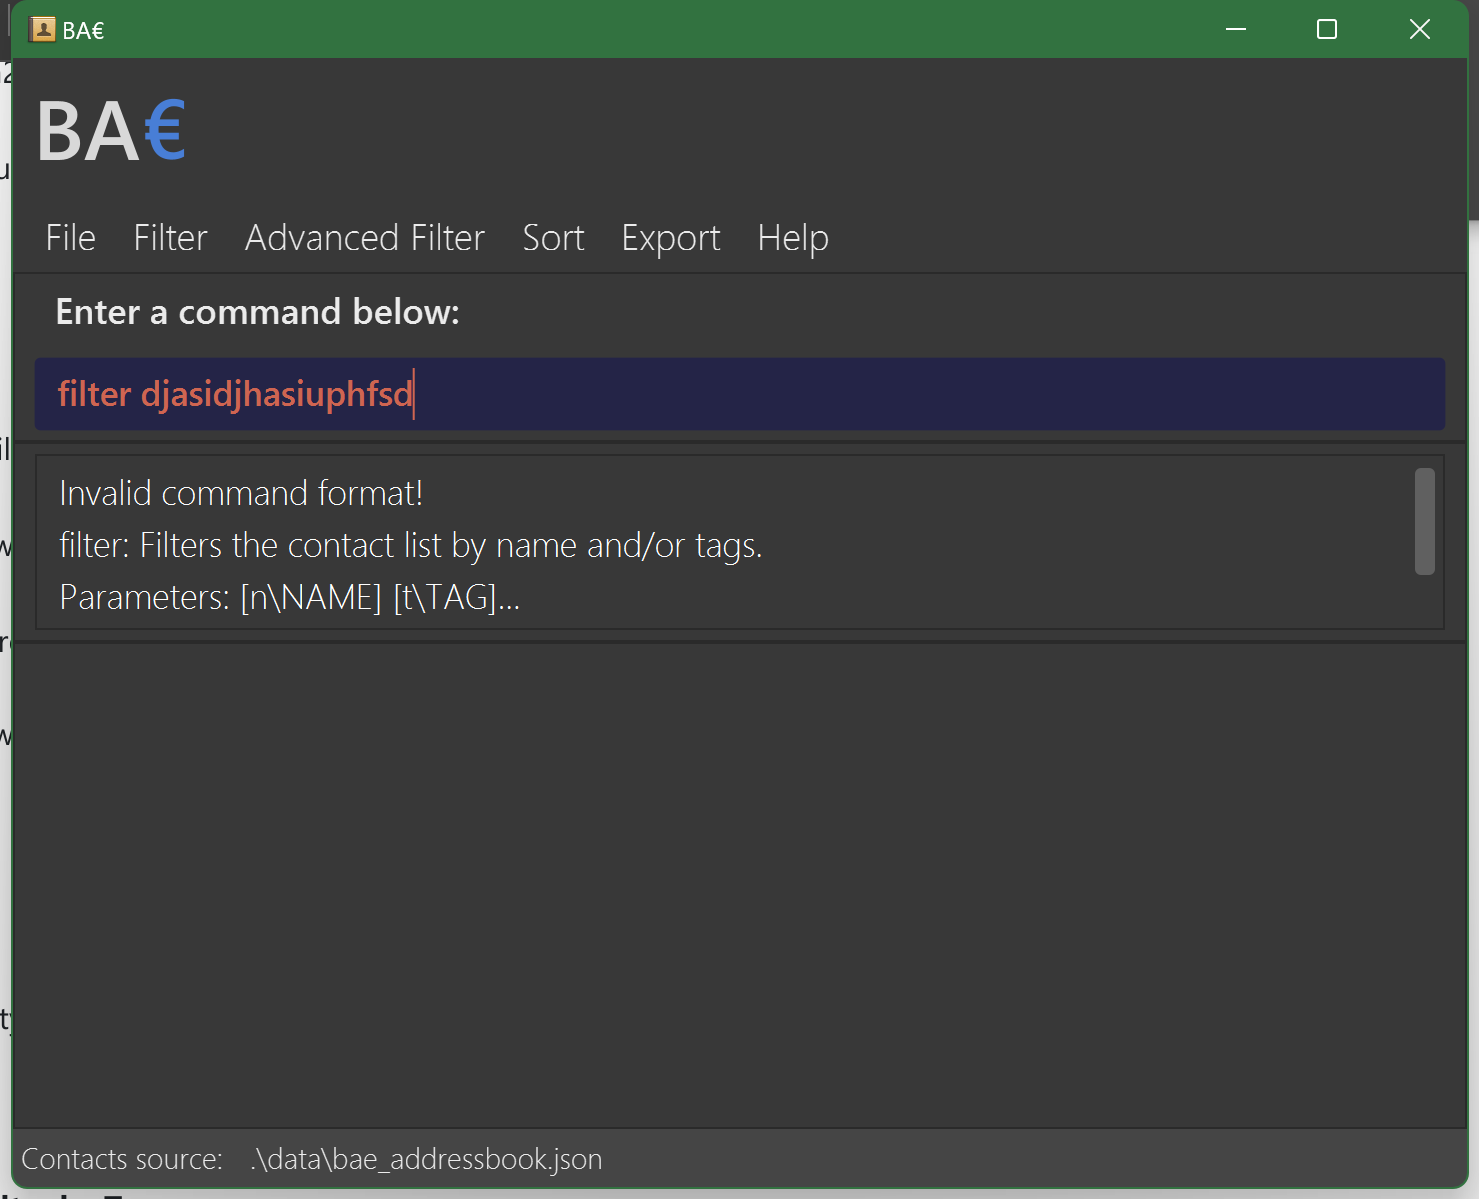 BA€
BA€
File Filter Advanced Filter Sort Export Help
Enter a command below:
filter djasidjhasiuphfsd
Invalid command format!
filter: Filters the contact list by name and/or tags.
Parameters: [n\NAME] [t\TAG]...
Contacts source: .\data\bae_addressbook.json